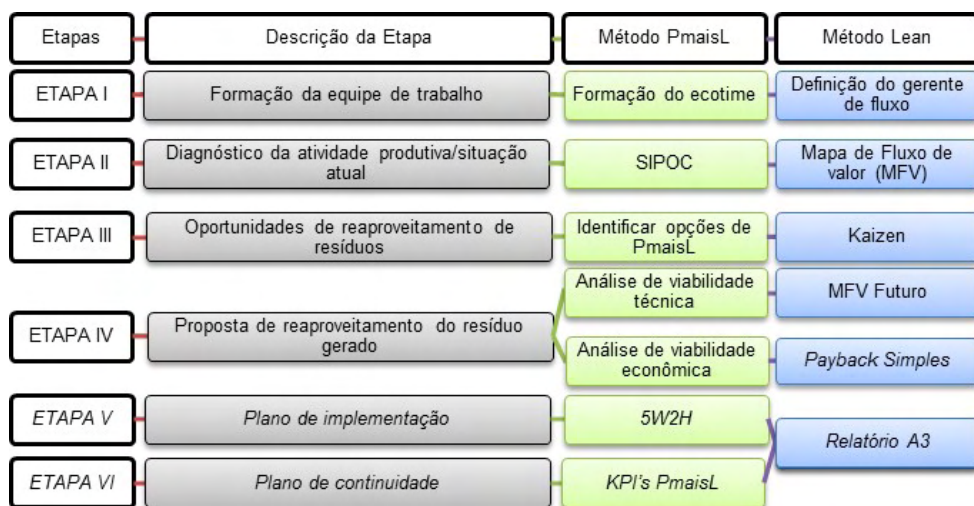 Etapas
Descrição da Etapa
Método PmaisL
Método Lean
ETAPA I
Formação da equipe de trabalho
Formação do ecotime
Definição do gerente
de fluxo
ETAPA II
Diagnóstico da atividade produtiva/situação
atual
SIPOC
Mapa de Fluxo de
valor (MFV)
ETAPA III
Oportunidades de reaproveitamento de
resíduos
Identificar opções de
PmaisL
Kaizen
ETAPA IV
Proposta de reaproveitamento do resíduo
gerado
Análise de viabilidade
técnica
MFV Futuro
Análise de viabilidade
econômica
Payback Simples
ETAPA V
Plano de implementação
5W2H
Relatório A3
ETAPA VI
Plano de continuidade
KPI's PmaisL